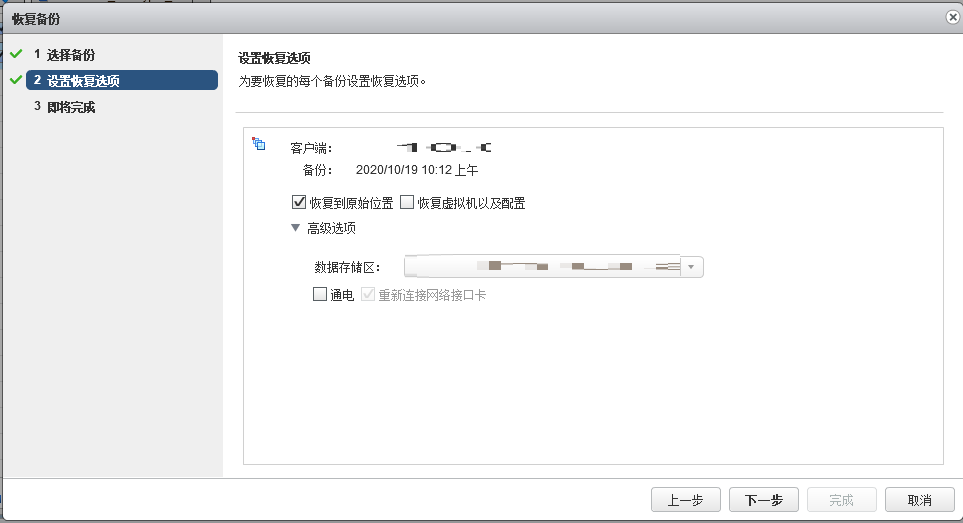 恢复备份
1 选择备份
2 设置恢复选项
3 即将完成
设置恢复选项
为要恢复的每个备份设置恢复选项。
客户端：
备份： 2020/10/19 10:12 上午
恢复到原始位置 恢复虚拟机以及配置
高级选项
数据存储区：
通电 重新连接网络接口卡
上一步 下一步 完成 取消